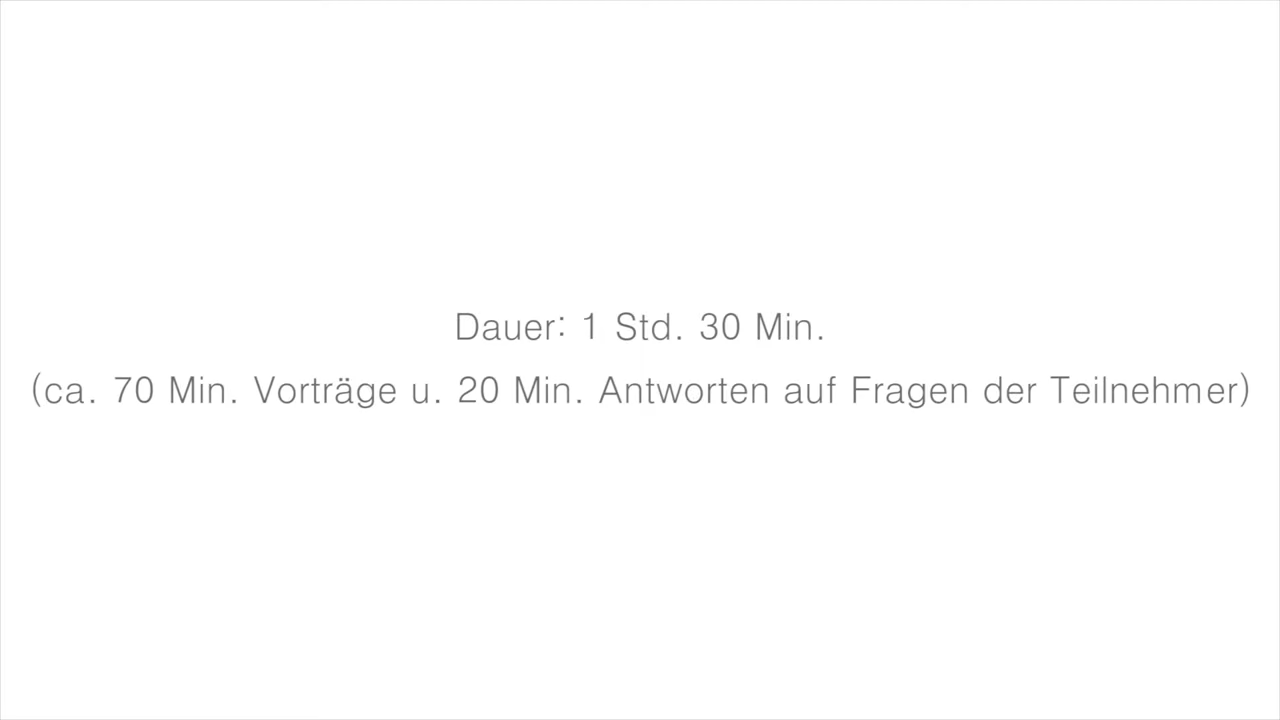 Dauer: 1 Std. 30 Min.
(ca. 70 Min. Vorträge u. 20 Min. Antworten auf Fragen der Teilnehmer)